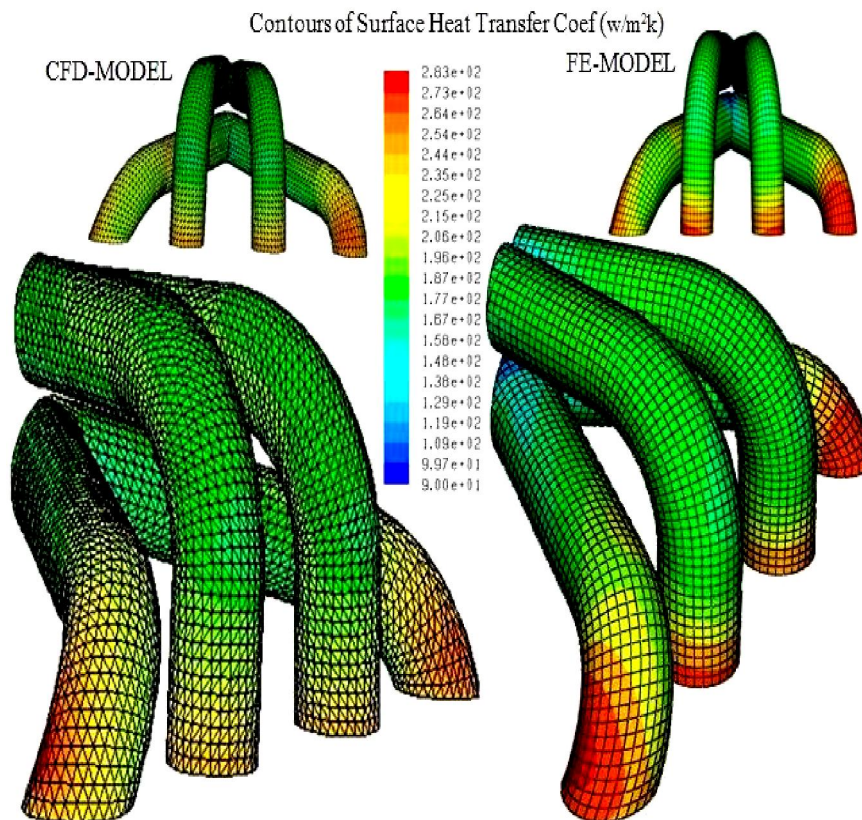 Contours of Surface Heat Transfer Coef (w/m²k)
CFD-MODEL
FE-MODEL
2.83e+02
2.73e+02
2.64e+02
2.54e+02
2.44e+02
2.35e+02
2.25e+02
2.15e+02
2.06e+02
1.96e+02
1.87e+02
1.77e+02
1.67e+02
1.58e+02
1.48e+02
1.38e+02
1.29e+02
1.19e+02
1.09e+02
9.97e+01
9.00e+01